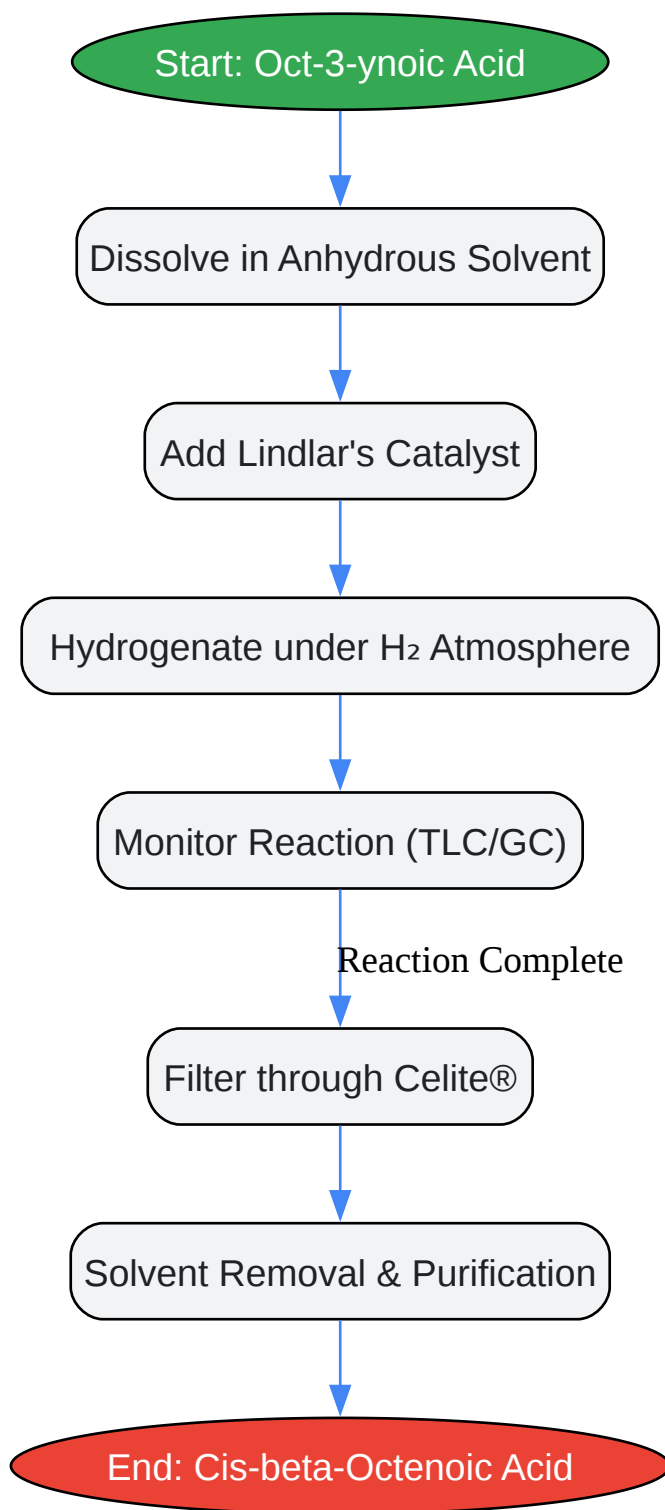 Start: Oct-3-ynoic Acid
Dissolve in Anhydrous Solvent
Add Lindlar's Catalyst
Hydrogenate under H₂ Atmosphere
Monitor Reaction (TLC/GC)
Reaction Complete
Filter through Celite®
Solvent Removal & Purification
End: Cis-beta-Octenoic Acid